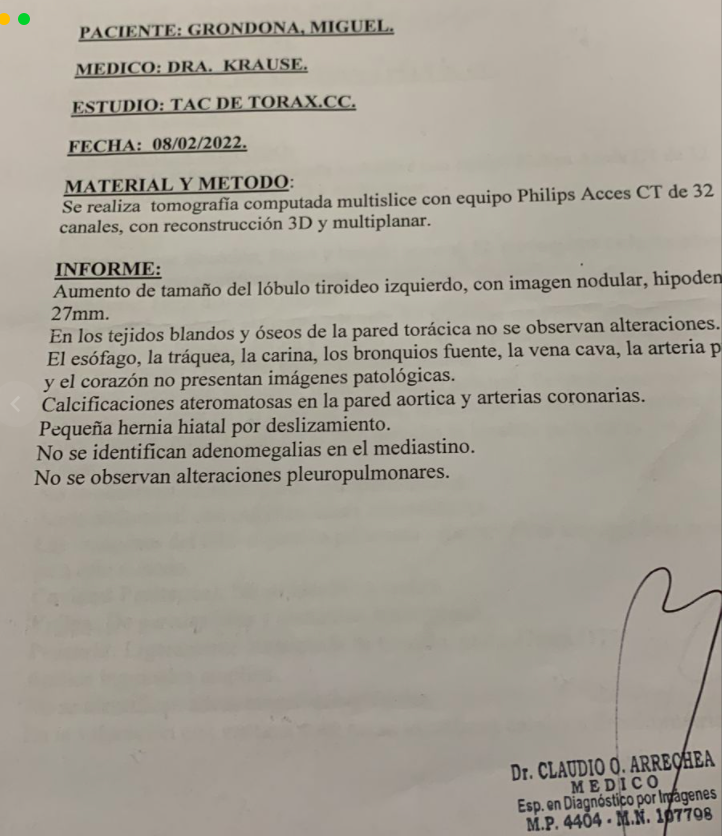 PACIENTE: GRONDONA, MIGUEL.
MEDICO: DRA. KRAUSE.
ESTUDIO: TAC DE TORAX.CC.
FECHA: 08/02/2022.
MATERIAL Y METODO:
Se realiza tomografía computada multislice con equipo Philips Acces CT de 32
canales, con reconstrucción 3D y multiplanar.
INFORME:
Aumento de tamaño del lóbulo tiroideo izquierdo, con imagen nodular, hipoden
27mm.
En los tejidos blandos y óseos de la pared torácica no se observan alteraciones.
El esófago, la tráquea, la carina, los bronquios fuente, la vena cava, la arteria p
y el corazón no presentan imágenes patológicas.
Calcificaciones ateromatosas en la pared aortica y arterias coronarias.
Pequeña hernia hiatal por deslizamiento.
No se identifican adenomegalias en el mediastino.
No se observan alteraciones pleuropulmonares.
Dr. CLAUDIO O. ARRECHEA
MEDICO
Esp. en Diagnóstico por Imágenes
M.P. 4404 - M.N. 107798